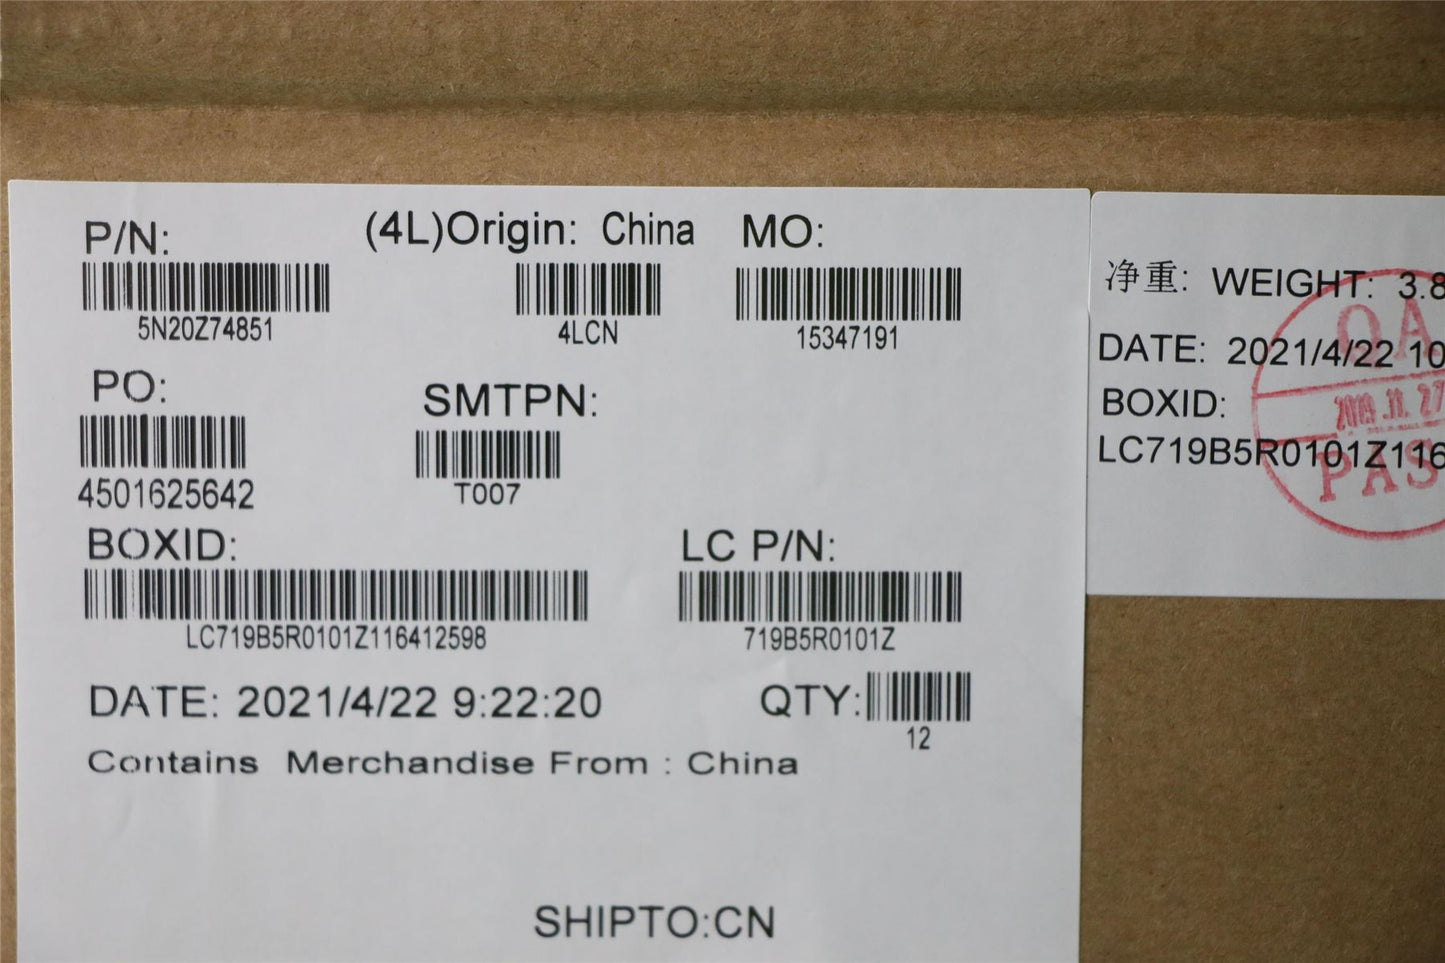 P/N: (4L)Origin: China MO:
5N20Z74851 4LCN 15347191
PO: SMTPN:
4501625642 T007
BOXID: LC P/N:
LC719B5R0101Z116412598 719B5R0101Z
DATE: 2021/4/22 9:22:20 QTY:
12
Contains Merchandise From : China
SHIPTO:CN
净重: WEIGHT: 3.8
DATE: 2021/4/22 10
BOXID:
LC719B5R0101Z116
QA
PAS